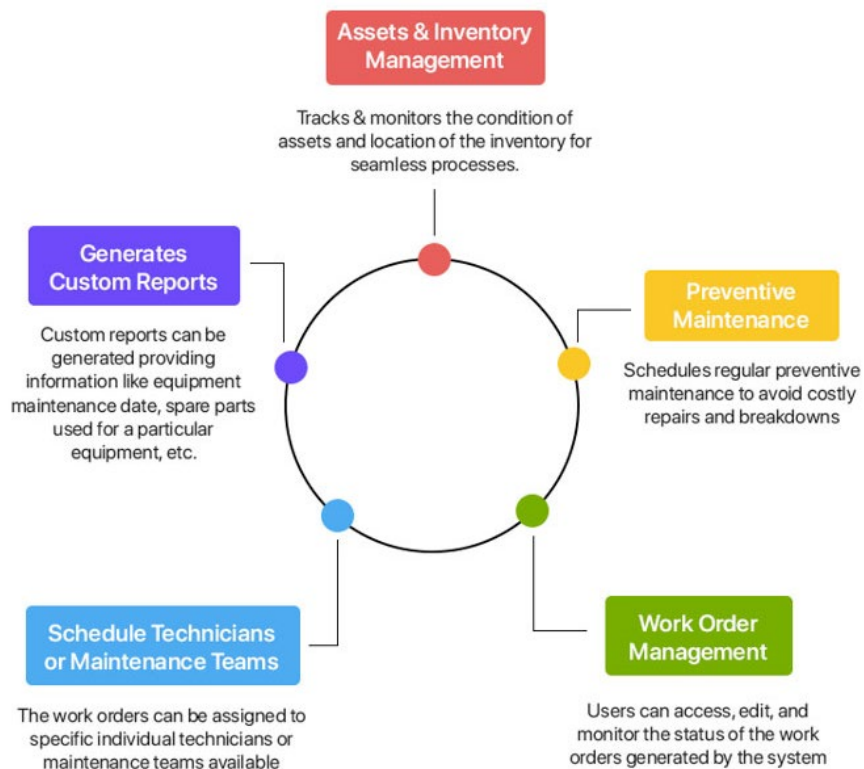 Assets & Inventory
Management
Tracks & monitors the condition of
assets and location of the inventory for
seamless processes.
Generates
Custom Reports
Custom reports can be
generated providing
information like equipment
maintenance date, spare parts
used for a particular
equipment, etc.
Preventive
Maintenance
Schedules regular preventive
maintenance to avoid costly
repairs and breakdowns
Schedule Technicians
or Maintenance Teams
The work orders can be assigned to
specific individual technicians or
maintenance teams available
Work Order
Management
Users can access, edit, and
monitor the status of the work
orders generated by the system